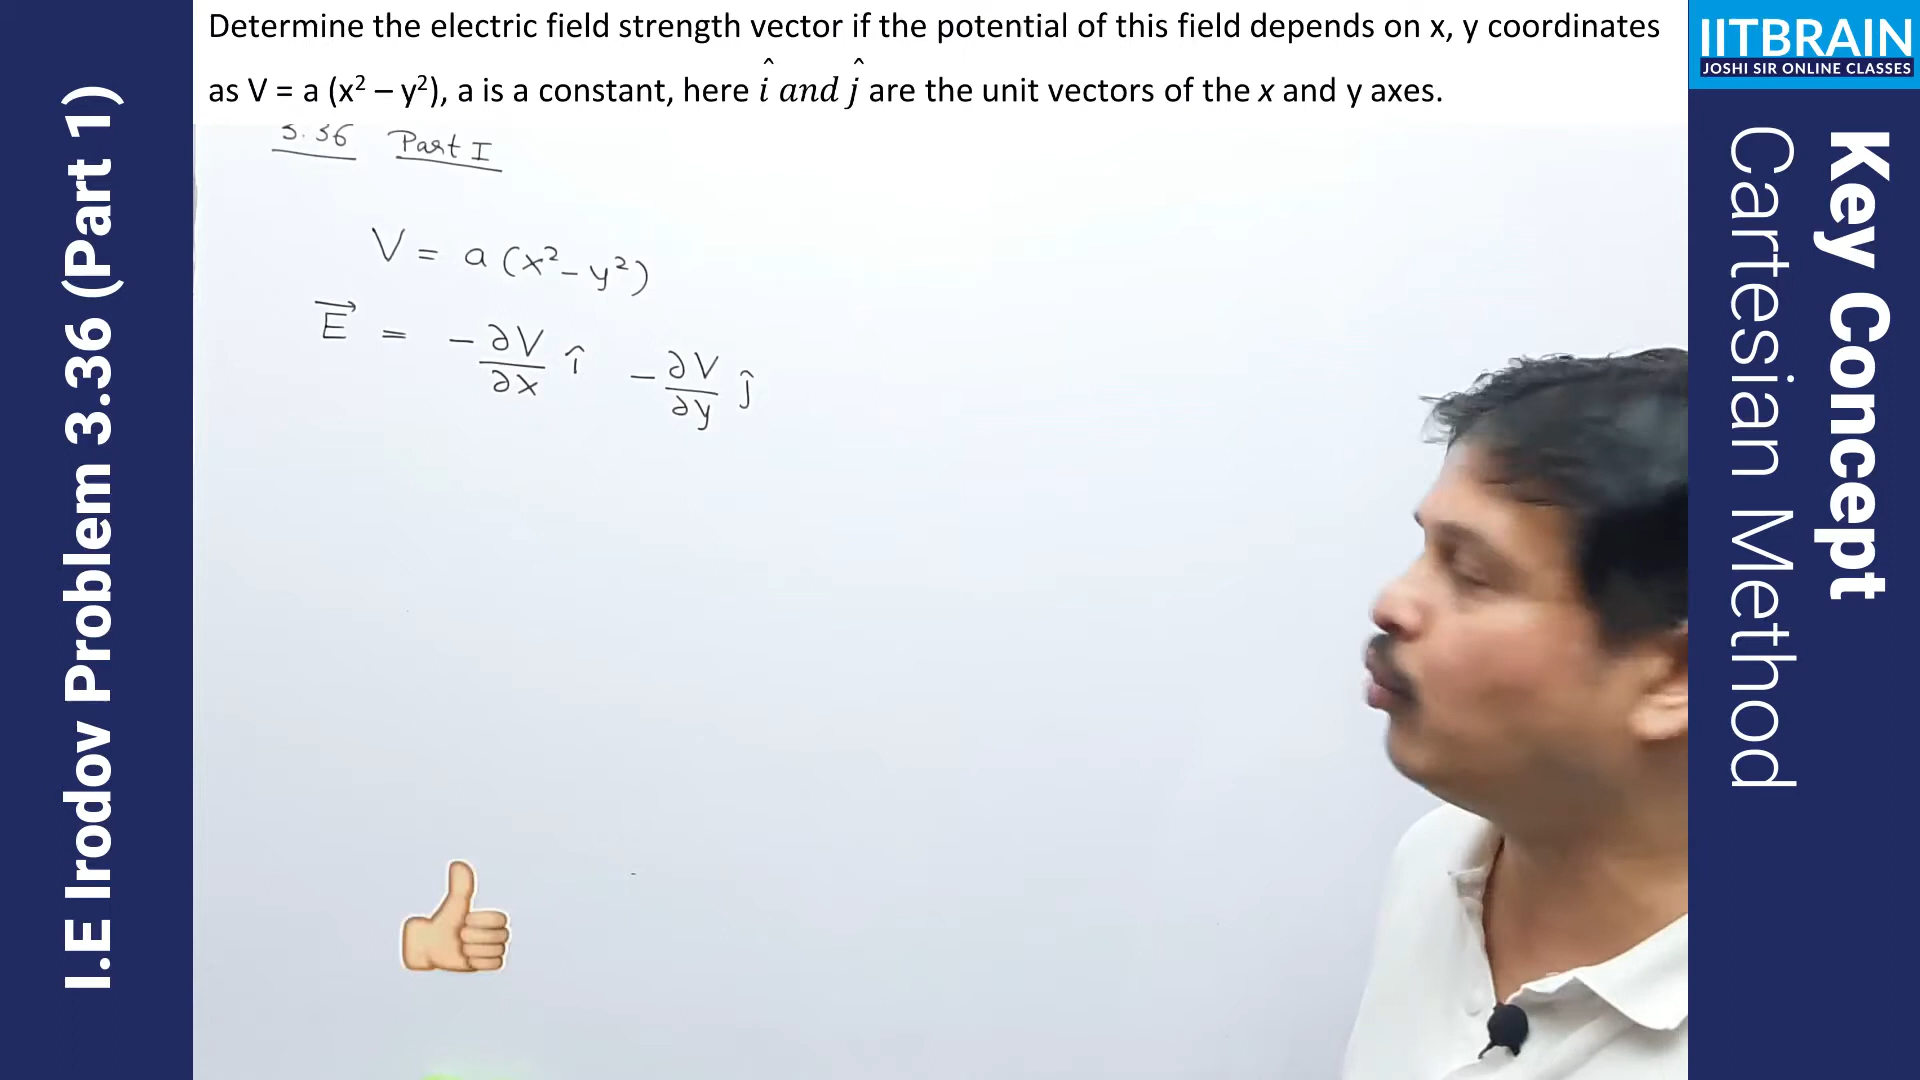 Determine the electric field strength vector if the potential of this field depends on x, y coordinates
as V = a (x² – y²), a is a constant, here î and ĵ are the unit vectors of the x and y axes.
IITBRAIN
JOSHI SIR ONLINE CLASSES
I.E Irodov Problem 3.36 (Part 1)
Key Concept
Cartesian Method
3.36 Part I
V = a (x² – y²)
E⃗ = -∂V/∂x î -∂V/∂y ĵ